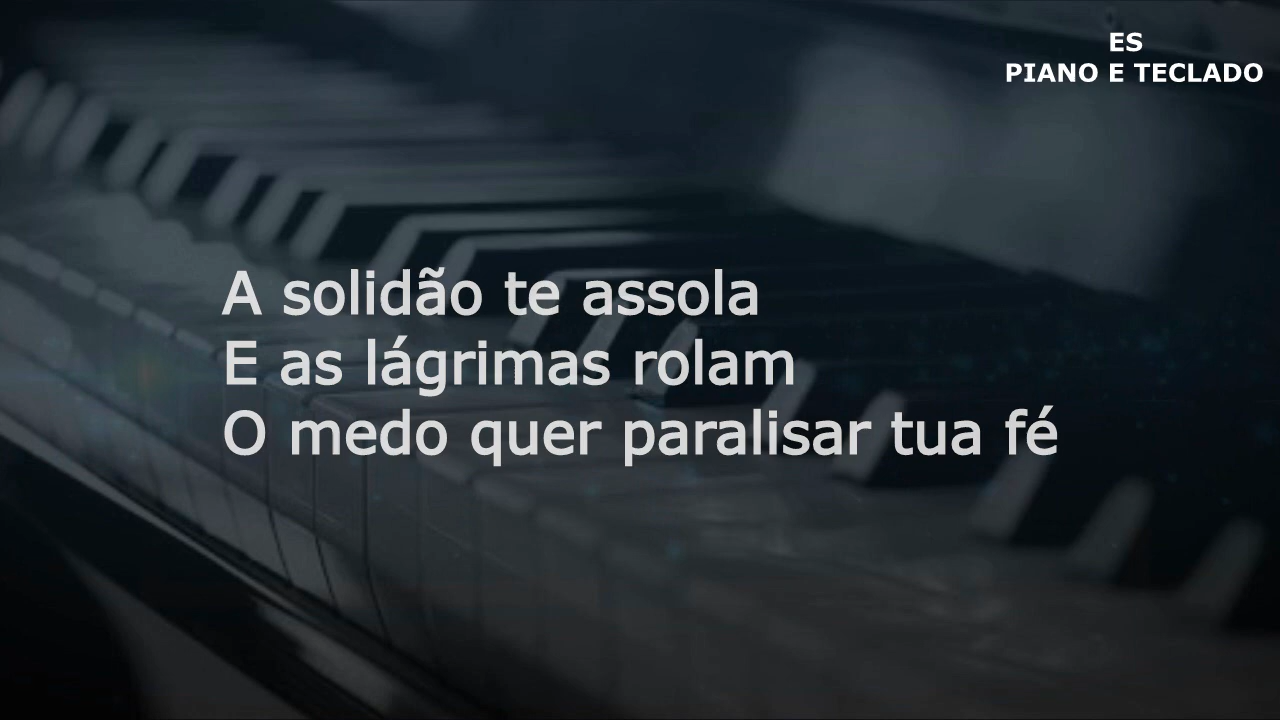 ES
PIANO E TECLADO
A solidão te assola
E as lágrimas rolam
O medo quer paralisar tua fé